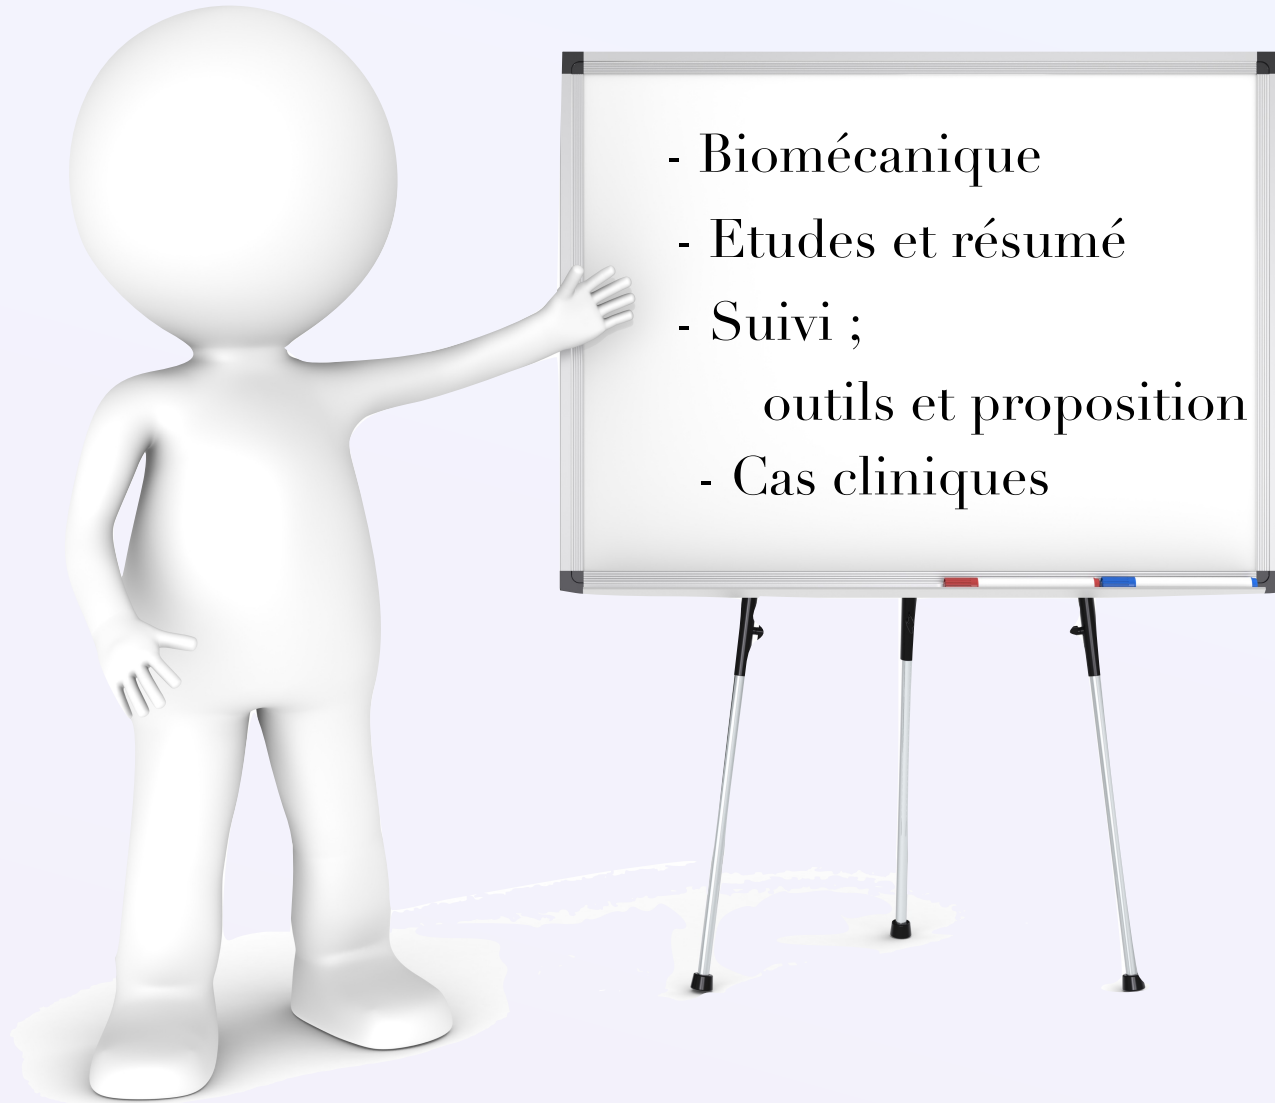 - Biomécanique
- Etudes et résumé
- Suivi ;
outils et proposition
- Cas cliniques